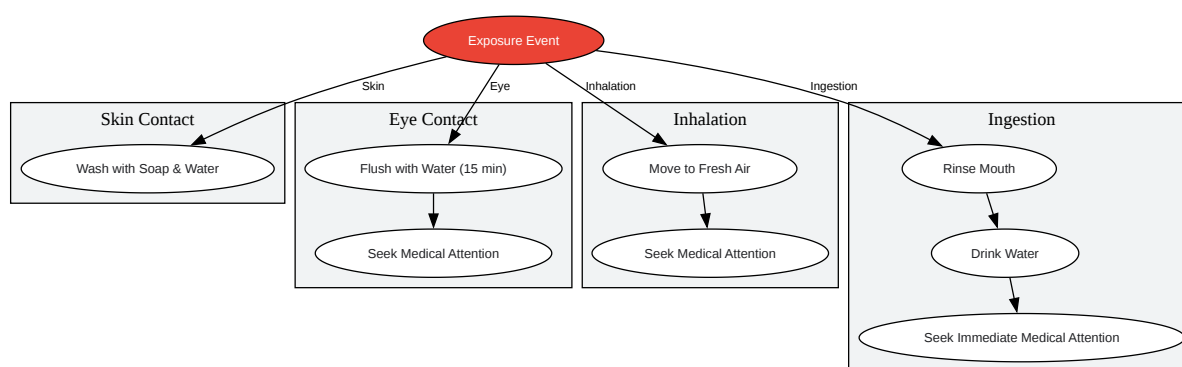 Exposure Event
Skin
Eye
Inhalation
Ingestion
Skin Contact
Eye Contact
Inhalation
Ingestion
Wash with Soap & Water
Flush with Water (15 min)
Move to Fresh Air
Rinse Mouth
Seek Medical Attention
Seek Medical Attention
Drink Water
Seek Immediate Medical Attention